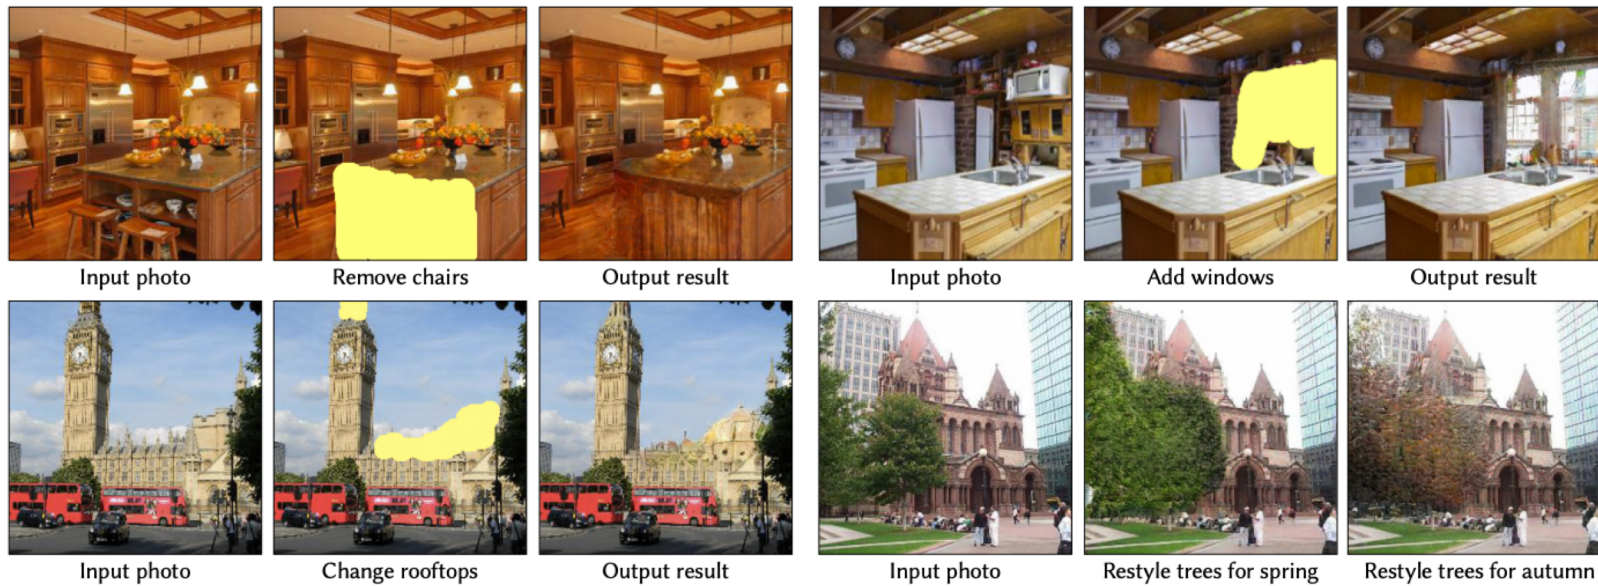 Input photo
Remove chairs
Output result
Input photo
Add windows
Output result
Input photo
Change rooftops
Output result
Input photo
Restyle trees for spring
Restyle trees for autumn